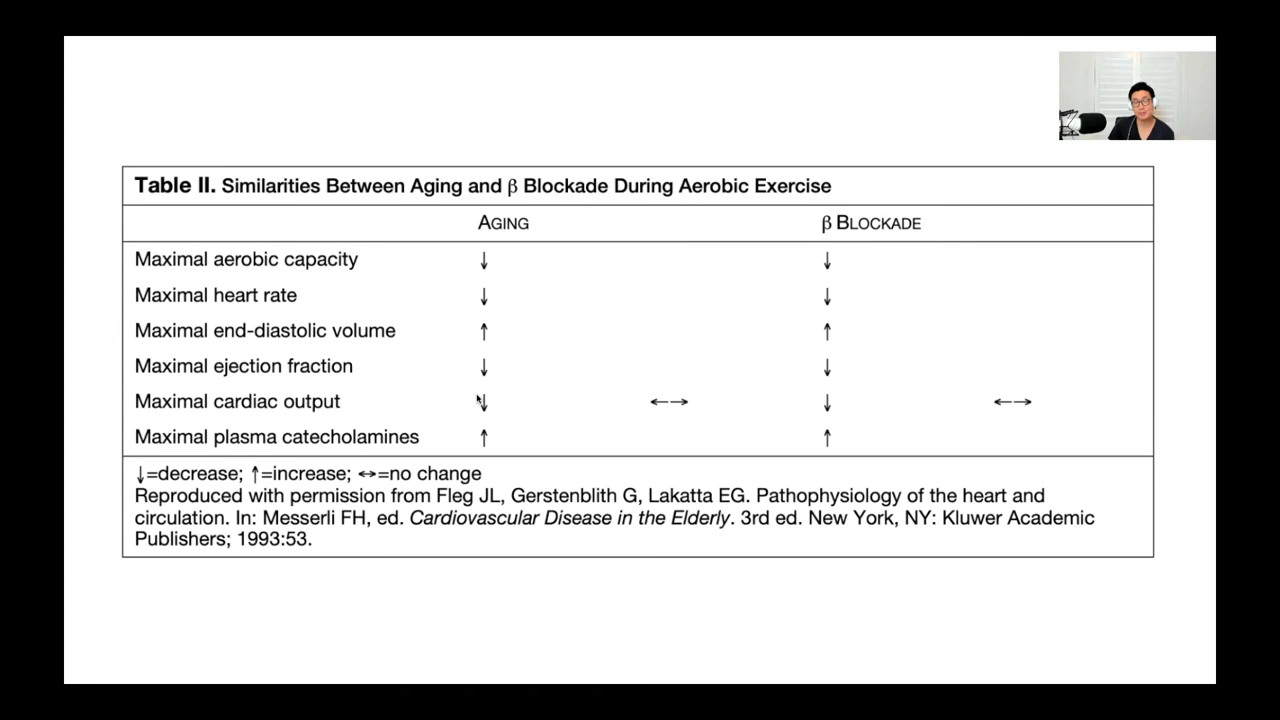 Table II. Similarities Between Aging and β Blockade During Aerobic Exercise
AGING β BLOCKADE
Maximal aerobic capacity ↓ ↓
Maximal heart rate ↓ ↓
Maximal end-diastolic volume ↑ ↑
Maximal ejection fraction ↓ ↓
Maximal cardiac output ↓ ←→ ↓ ←→
Maximal plasma catecholamines ↑ ↑
↓=decrease; ↑=increase; ↔=no change
Reproduced with permission from Fleg JL, Gerstenblith G, Lakatta EG. Pathophysiology of the heart and
circulation. In: Messerli FH, ed. Cardiovascular Disease in the Elderly. 3rd ed. New York, NY: Kluwer Academic
Publishers; 1993:53.